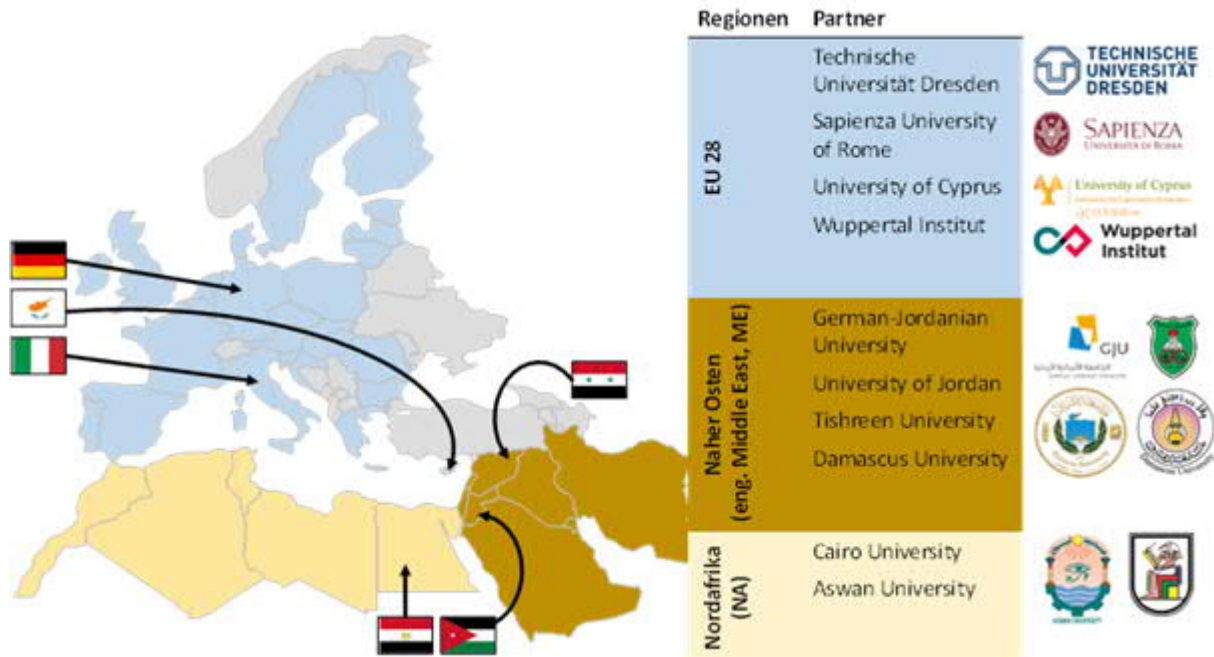 Regionen Partner
EU 28
Technische
Universität Dresden
Sapienza University
of Rome
University of Cyprus
Wuppertal Institut
TECHNISCHE
UNIVERSITÄT
DRESDEN
SAPIENZA
UNIVERSITÀ DI ROMA
University of Cyprus
Wuppertal
Institut
Naher Osten
(eng. Middle East, ME)
German-Jordanian
University
University of Jordan
Tishreen University
Damascus University
GJU
Nordafrika
(NA)
Cairo University
Aswan University
ASWAN UNIVERSITY